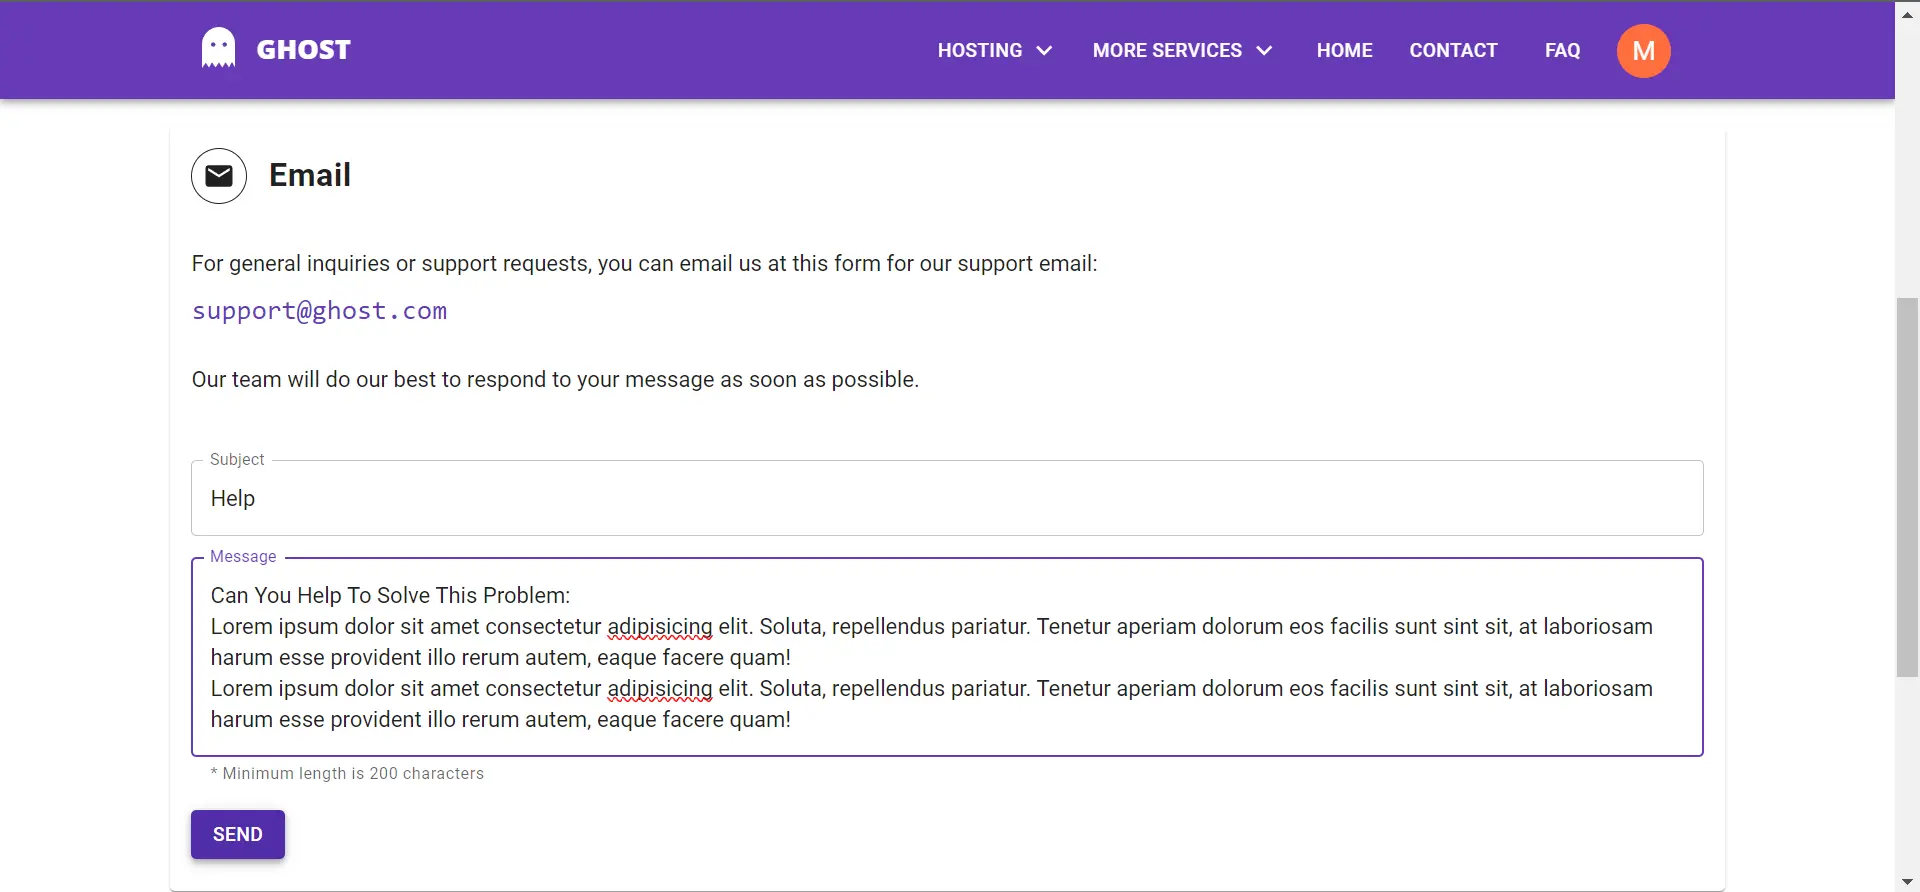 GHOST
HOSTING
MORE SERVICES
HOME
CONTACT
FAQ
M
Email
For general inquiries or support requests, you can email us at this form for our support email:
support@ghost.com
Our team will do our best to respond to your message as soon as possible.
Subject
Help
Message
Can You Help To Solve This Problem:
Lorem ipsum dolor sit amet consectetur adipisicing elit. Soluta, repellendus pariatur. Tenetur aperiam dolorum eos facilis sunt sint sit, at laboriosam
harum esse provident illo rerum autem, eaque facere quam!
Lorem ipsum dolor sit amet consectetur adipisicing elit. Soluta, repellendus pariatur. Tenetur aperiam dolorum eos facilis sunt sint sit, at laboriosam
harum esse provident illo rerum autem, eaque facere quam!
* Minimum length is 200 characters
SEND